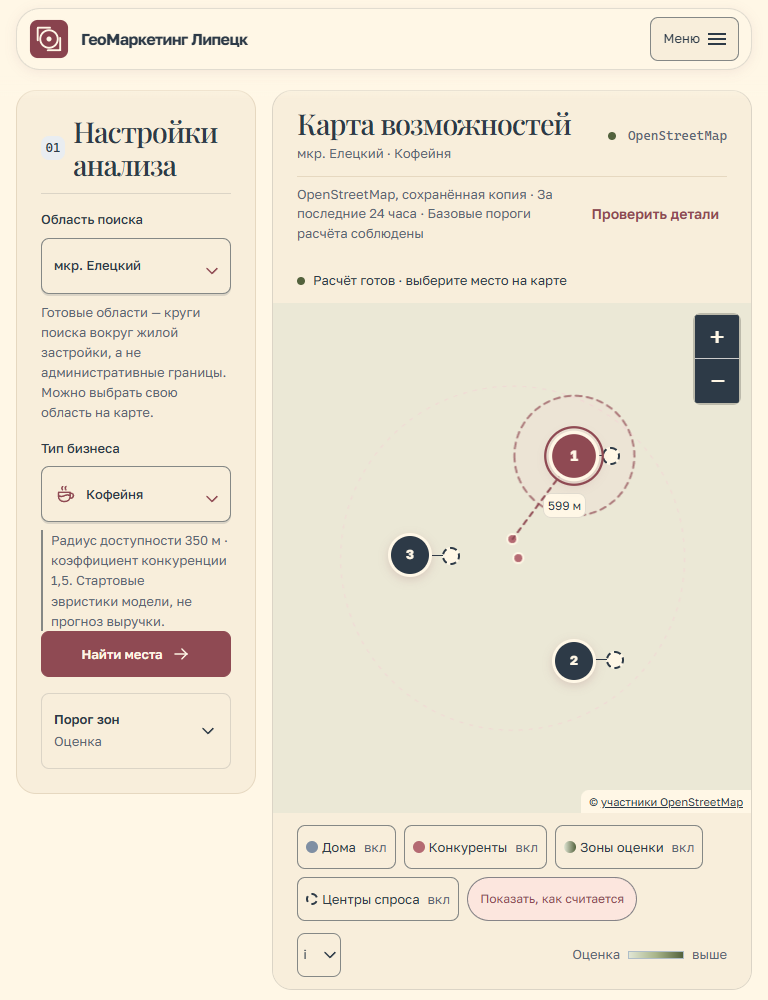 ГеоМаркетинг Липецк
Меню
01
Настройки
анализа
Область поиска
мкр. Елецкий
Готовые области — круги
поиска вокруг жилой
застройки, а не
административные границы.
Можно выбрать свою
область на карте.
Тип бизнеса
Кофейня
Радиус доступности 350 м ·
коэффициент конкуренции
1,5. Стартовые
эвристики модели, не
прогноз выручки.
Найти места →
Порог зон
Оценка
Карта возможностей
мкр. Елецкий · Кофейня
OpenStreetMap
OpenStreetMap, сохранённая копия · За
последние 24 часа · Базовые пороги
расчёта соблюдены
Проверить детали
Расчёт готов · выберите место на карте
+
−
1
599 м
3
2
© участники OpenStreetMap
Дома вкл
Конкуренты вкл
Зоны оценки вкл
Центры спроса вкл
Показать, как считается
i
Оценка выше